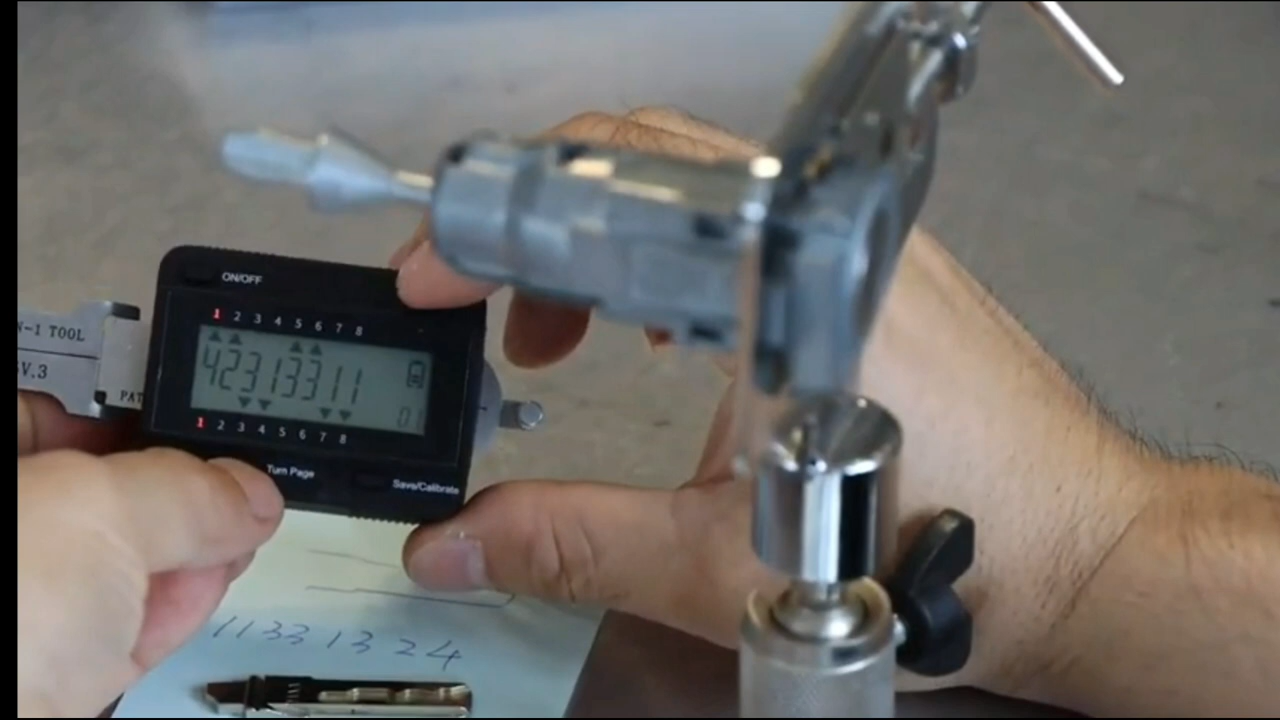 ON/OFF
1 2 3 4 5 6 7 8
N-1 TOOL
V.3
42313311
01
PAT
1 2 3 4 5 6 7 8
Turn Page
Save/Calibrate
11331324